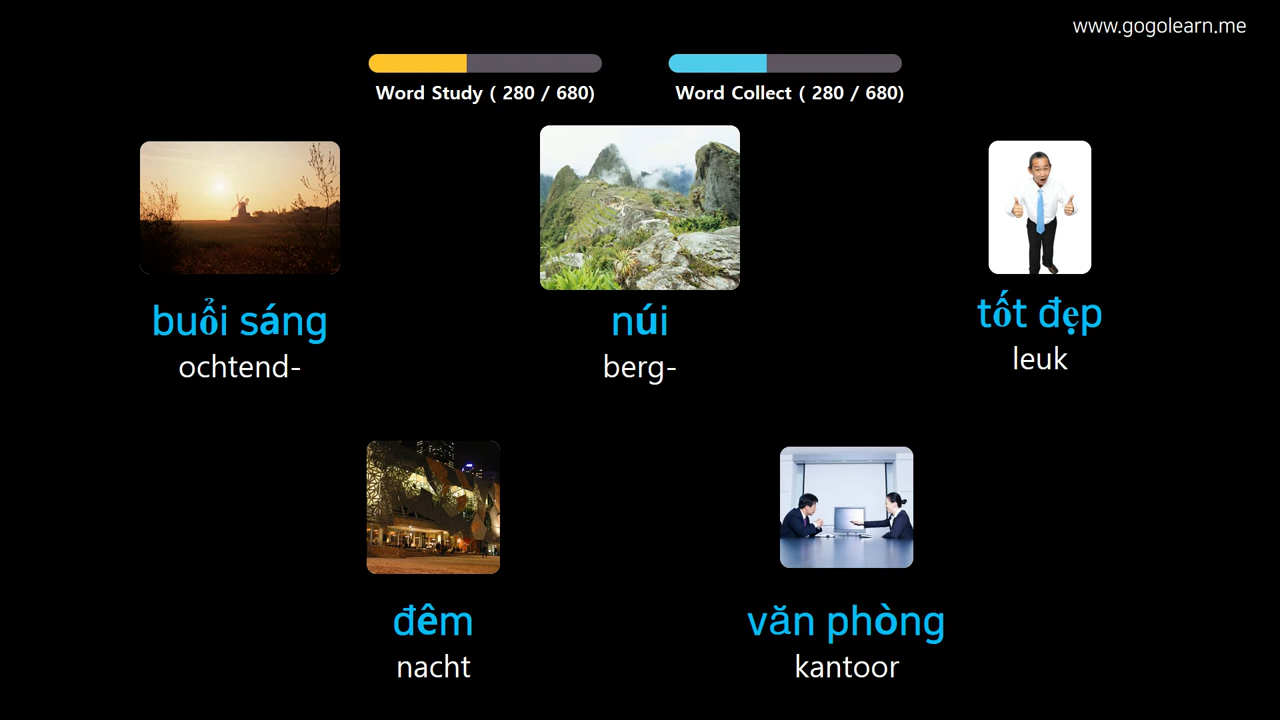 www.gogolearn.me
Word Study ( 280 / 680)
Word Collect ( 280 / 680)
buổi sáng
ochtend-
núi
berg-
tốt đẹp
leuk
đêm
nacht
văn phòng
kantoor